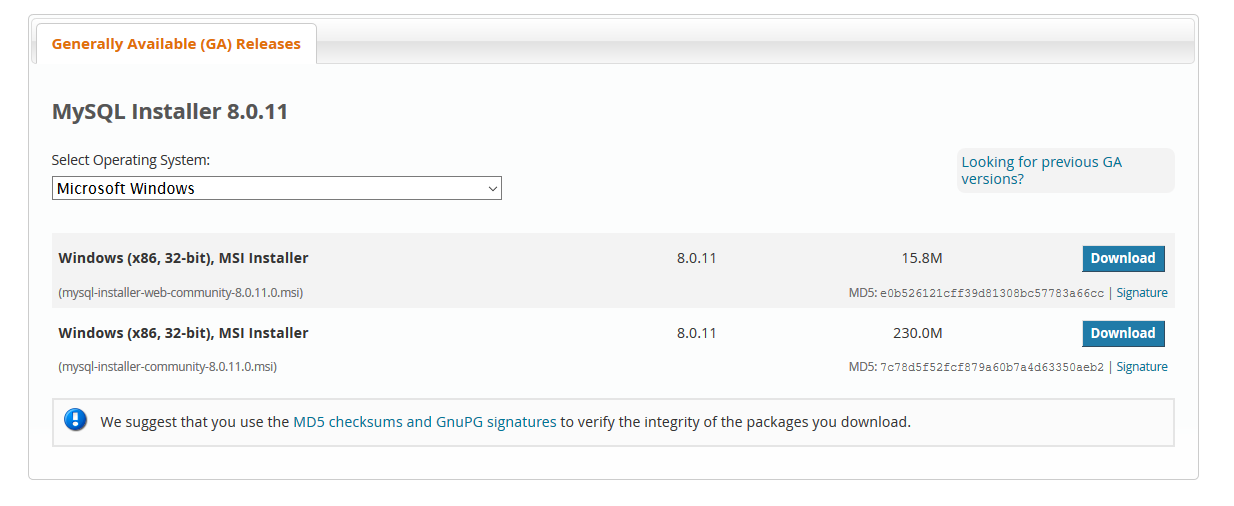 Generally Available (GA) Releases
MySQL Installer 8.0.11
Select Operating System:
Looking for previous GA
versions?
Microsoft Windows
Windows (x86, 32-bit), MSI Installer 8.0.11 15.8M Download
(mysql-installer-web-community-8.0.11.0.msi) MD5: e0b526121cff39d81308bc57783a66cc | Signature
Windows (x86, 32-bit), MSI Installer 8.0.11 230.0M Download
(mysql-installer-community-8.0.11.0.msi) MD5: 7c78d5f52fcf879a60b7a4d63350aeb2 | Signature
We suggest that you use the MD5 checksums and GnuPG signatures to verify the integrity of the packages you download.